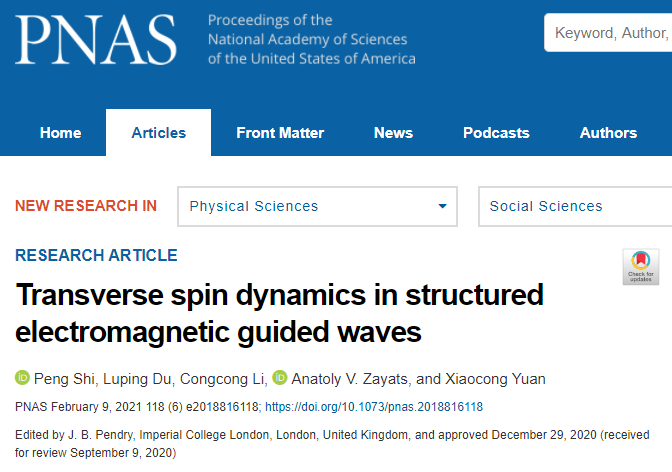 PNAS
Proceedings of the
National Academy of Sciences
of the United States of America
Keyword, Author,
Home
Articles
Front Matter
News
Podcasts
Authors
NEW RESEARCH IN
Physical Sciences
Social Sciences
RESEARCH ARTICLE
Check for
updates
Transverse spin dynamics in structured
electromagnetic guided waves
iD Peng Shi, Luping Du, Congcong Li, iD Anatoly V. Zayats, and Xiaocong Yuan
PNAS February 9, 2021 118 (6) e2018816118; https://doi.org/10.1073/pnas.2018816118
Edited by J. B. Pendry, Imperial College London, London, United Kingdom, and approved December 29, 2020 (received
for review September 9, 2020)